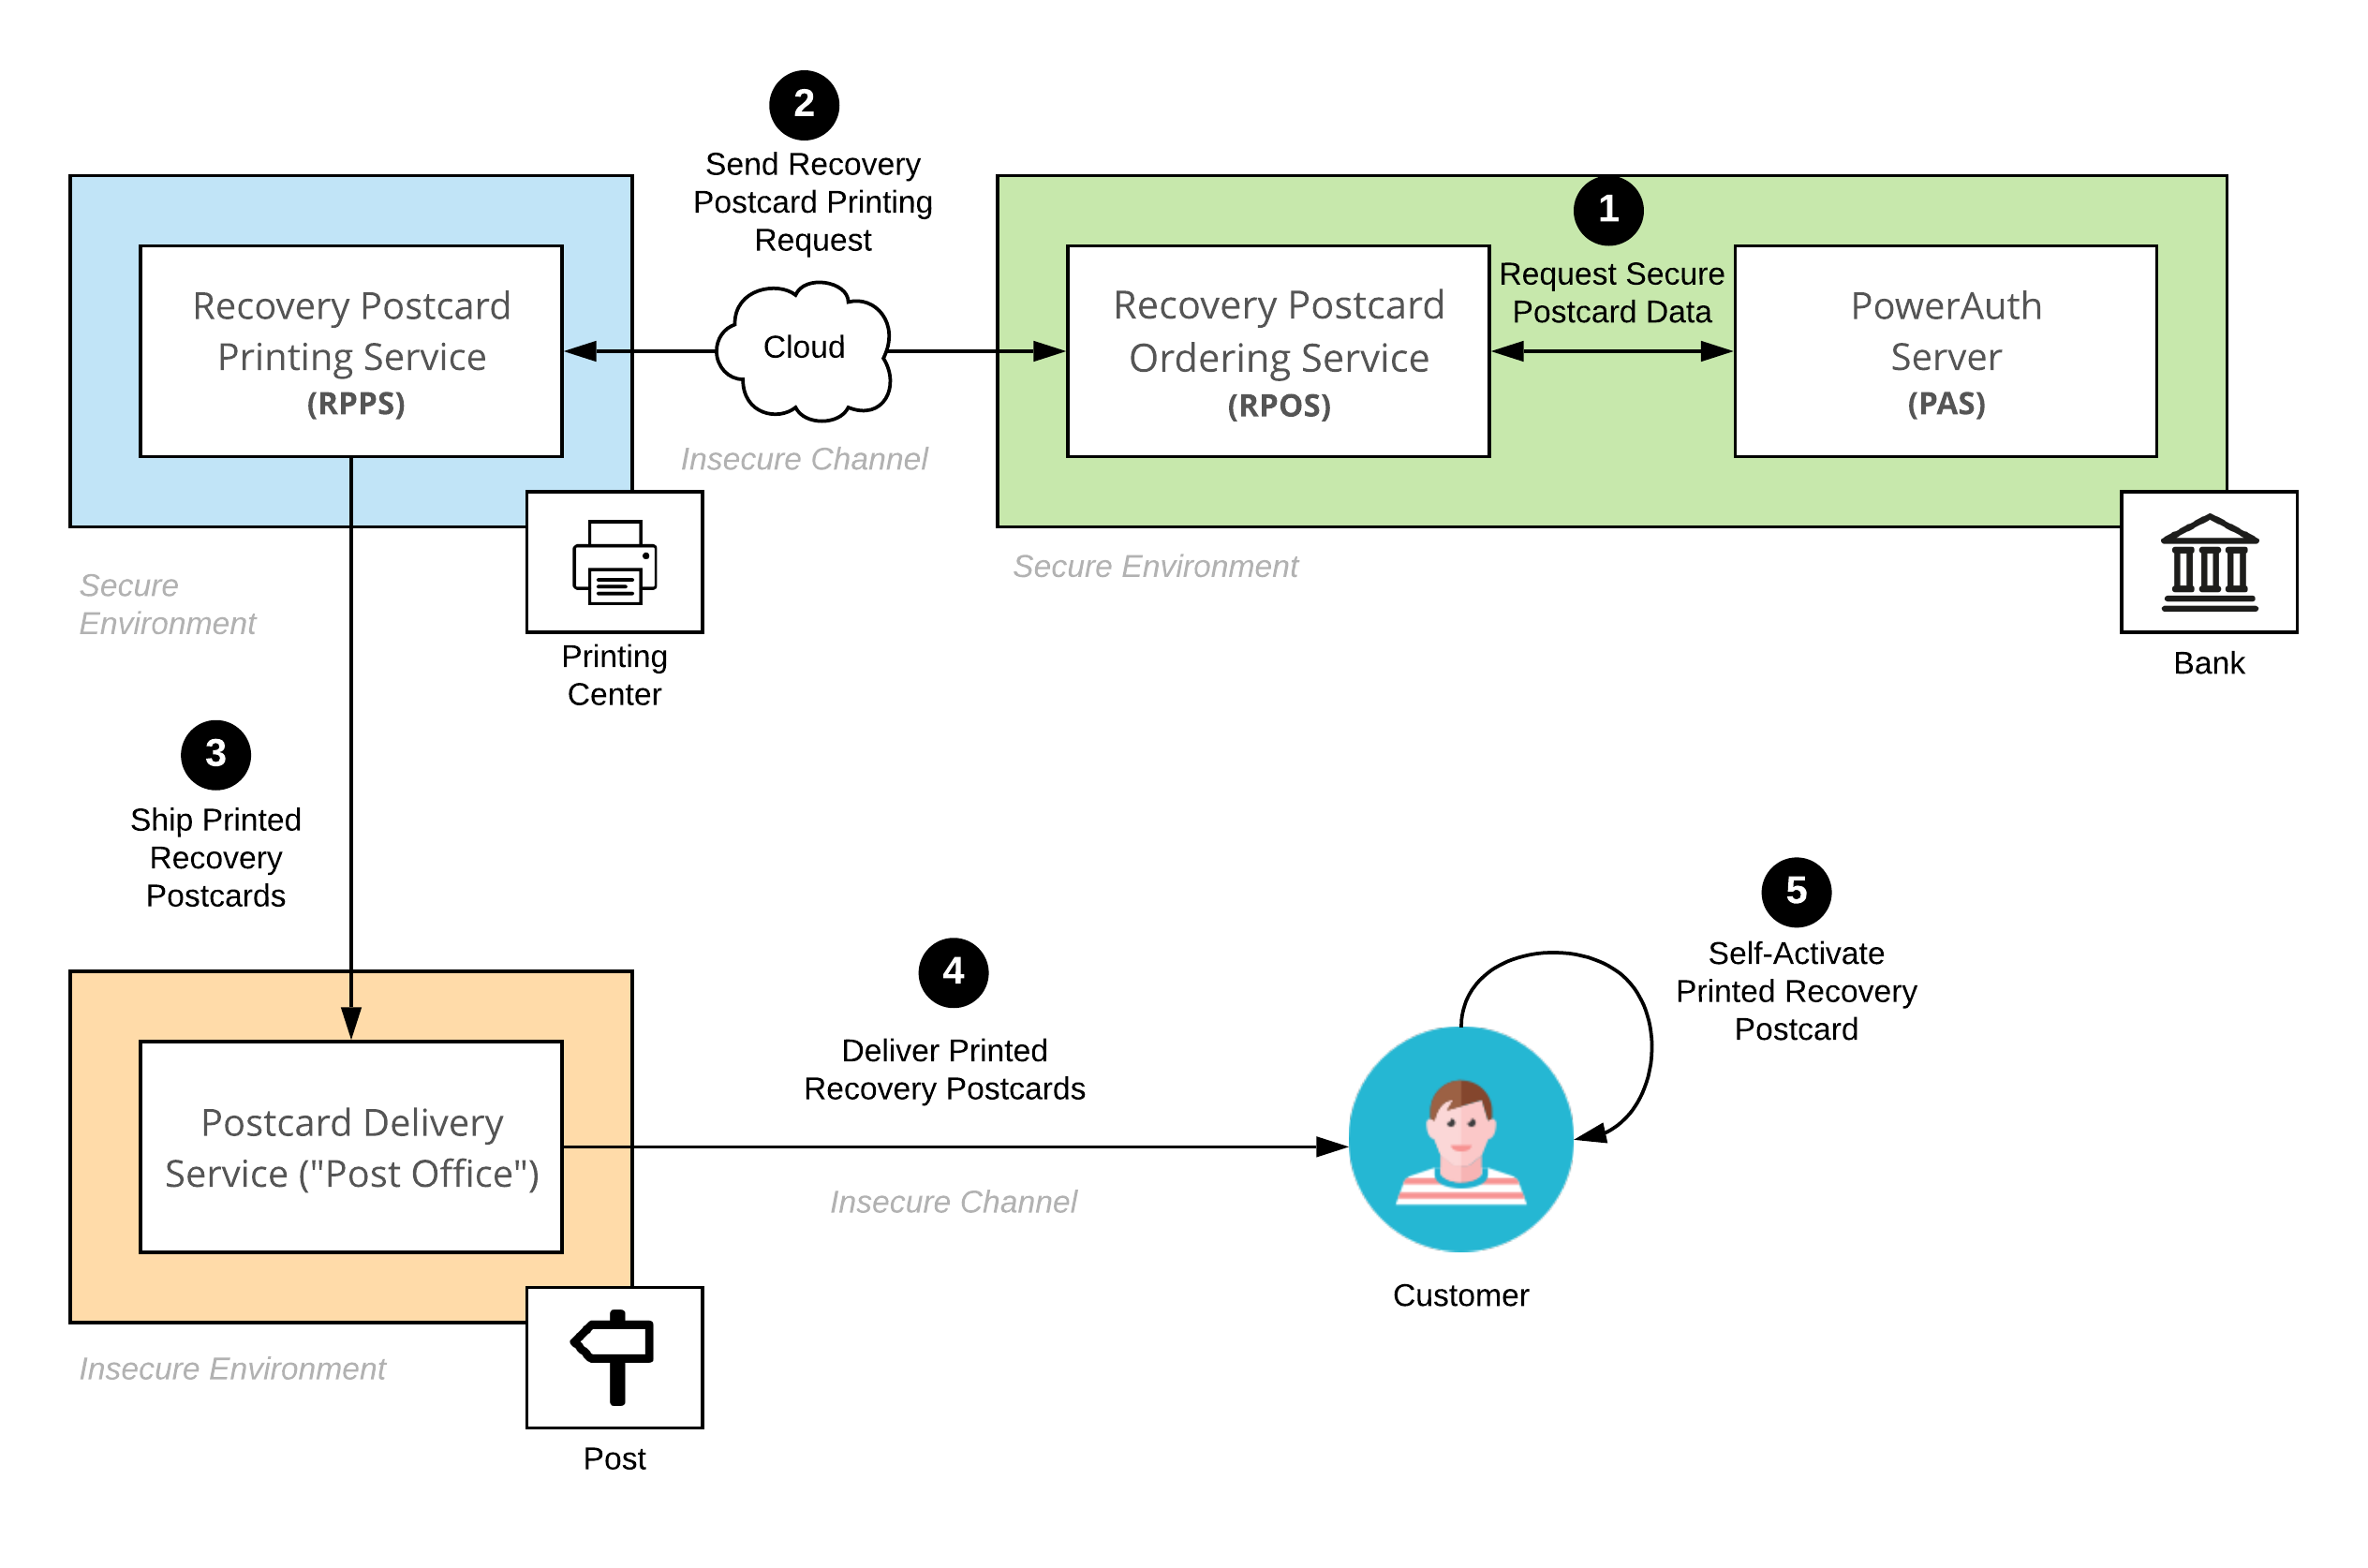 2
Send Recovery
Postcard Printing
Request
1
Request Secure
Postcard Data
Recovery Postcard
Printing Service
(RPPS)
Cloud
Recovery Postcard
Ordering Service
(RPOS)
PowerAuth
Server
(PAS)
Insecure Channel
Secure
Environment
Secure Environment
Printing
Center
Bank
3
Ship Printed
Recovery
Postcards
4
Deliver Printed
Recovery Postcards
5
Self-Activate
Printed Recovery
Postcard
Postcard Delivery
Service ("Post Office")
Insecure Channel
Customer
Insecure Environment
Post